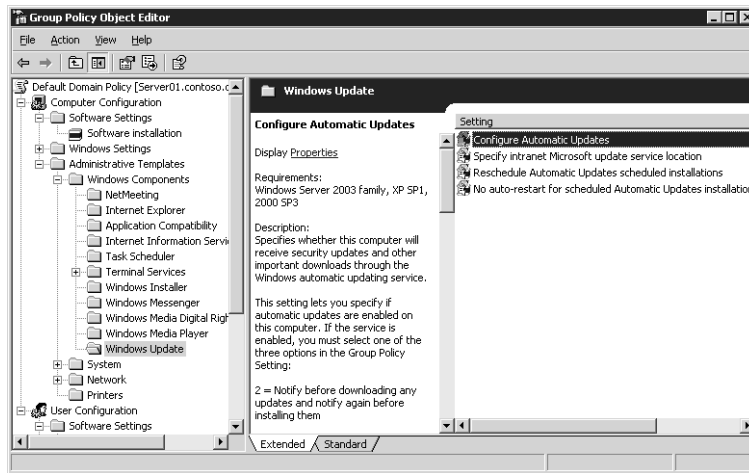 Group Policy Object Editor
File Action View Help
Default Domain Policy [Server01.contoso.c
Computer Configuration
Software Settings
Software installation
Windows Settings
Administrative Templates
Windows Components
NetMeeting
Internet Explorer
Application Compatibility
Internet Information Servi
Task Scheduler
Terminal Services
Windows Installer
Windows Messenger
Windows Media Digital Righ
Windows Media Player
Windows Update
System
Network
Printers
User Configuration
Software Settings
Windows Update
Configure Automatic Updates
Display Properties
Requirements:
Windows Server 2003 family, XP SP1,
2000 SP3
Description:
Specifies whether this computer will
receive security updates and other
important downloads through the
Windows automatic updating service.
This setting lets you specify if
automatic updates are enabled on
this computer. If the service is
enabled, you must select one of the
three options in the Group Policy
Setting:
2 = Notify before downloading any
updates and notify again before
installing them
Setting
Configure Automatic Updates
Specify intranet Microsoft update service location
Reschedule Automatic Updates scheduled installations
No auto-restart for scheduled Automatic Updates installation
Extended Standard